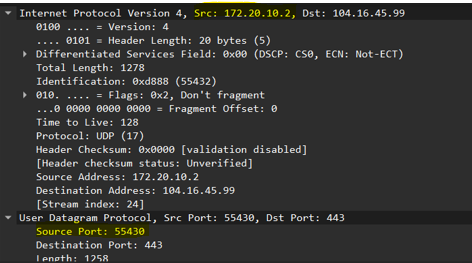 Internet Protocol Version 4, Src: 172.20.10.2, Dst: 104.16.45.99
0100 .... = Version: 4
.... 0101 = Header Length: 20 bytes (5)
Differentiated Services Field: 0x00 (DSCP: CS0, ECN: Not-ECT)
Total Length: 1278
Identification: 0xd888 (55432)
010. .... = Flags: 0x2, Don't fragment
...0 0000 0000 0000 = Fragment Offset: 0
Time to Live: 128
Protocol: UDP (17)
Header Checksum: 0x0000 [validation disabled]
[Header checksum status: Unverified]
Source Address: 172.20.10.2
Destination Address: 104.16.45.99
[Stream index: 24]
User Datagram Protocol, Src Port: 55430, Dst Port: 443
Source Port: 55430
Destination Port: 443
Length: 1258